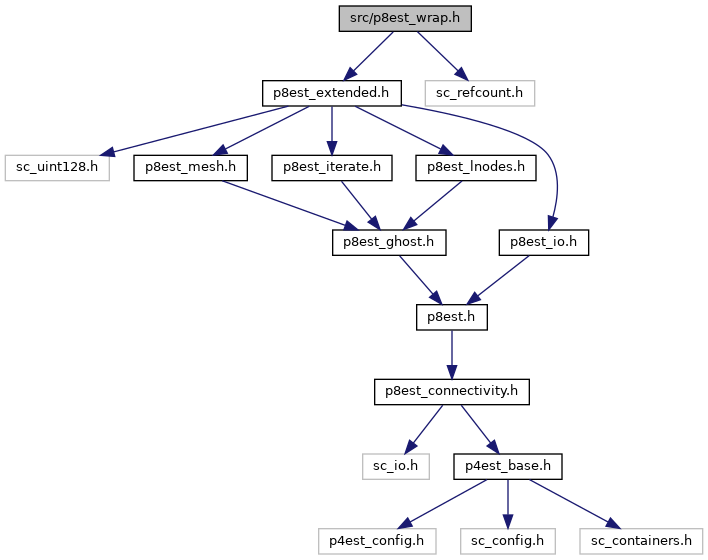 src/p8est_wrap.h
p8est_extended.h
sc_refcount.h
sc_uint128.h
p8est_mesh.h
p8est_iterate.h
p8est_lnodes.h
p8est_ghost.h
p8est_io.h
p8est.h
p8est_connectivity.h
sc_io.h
p4est_base.h
p4est_config.h
sc_config.h
sc_containers.h